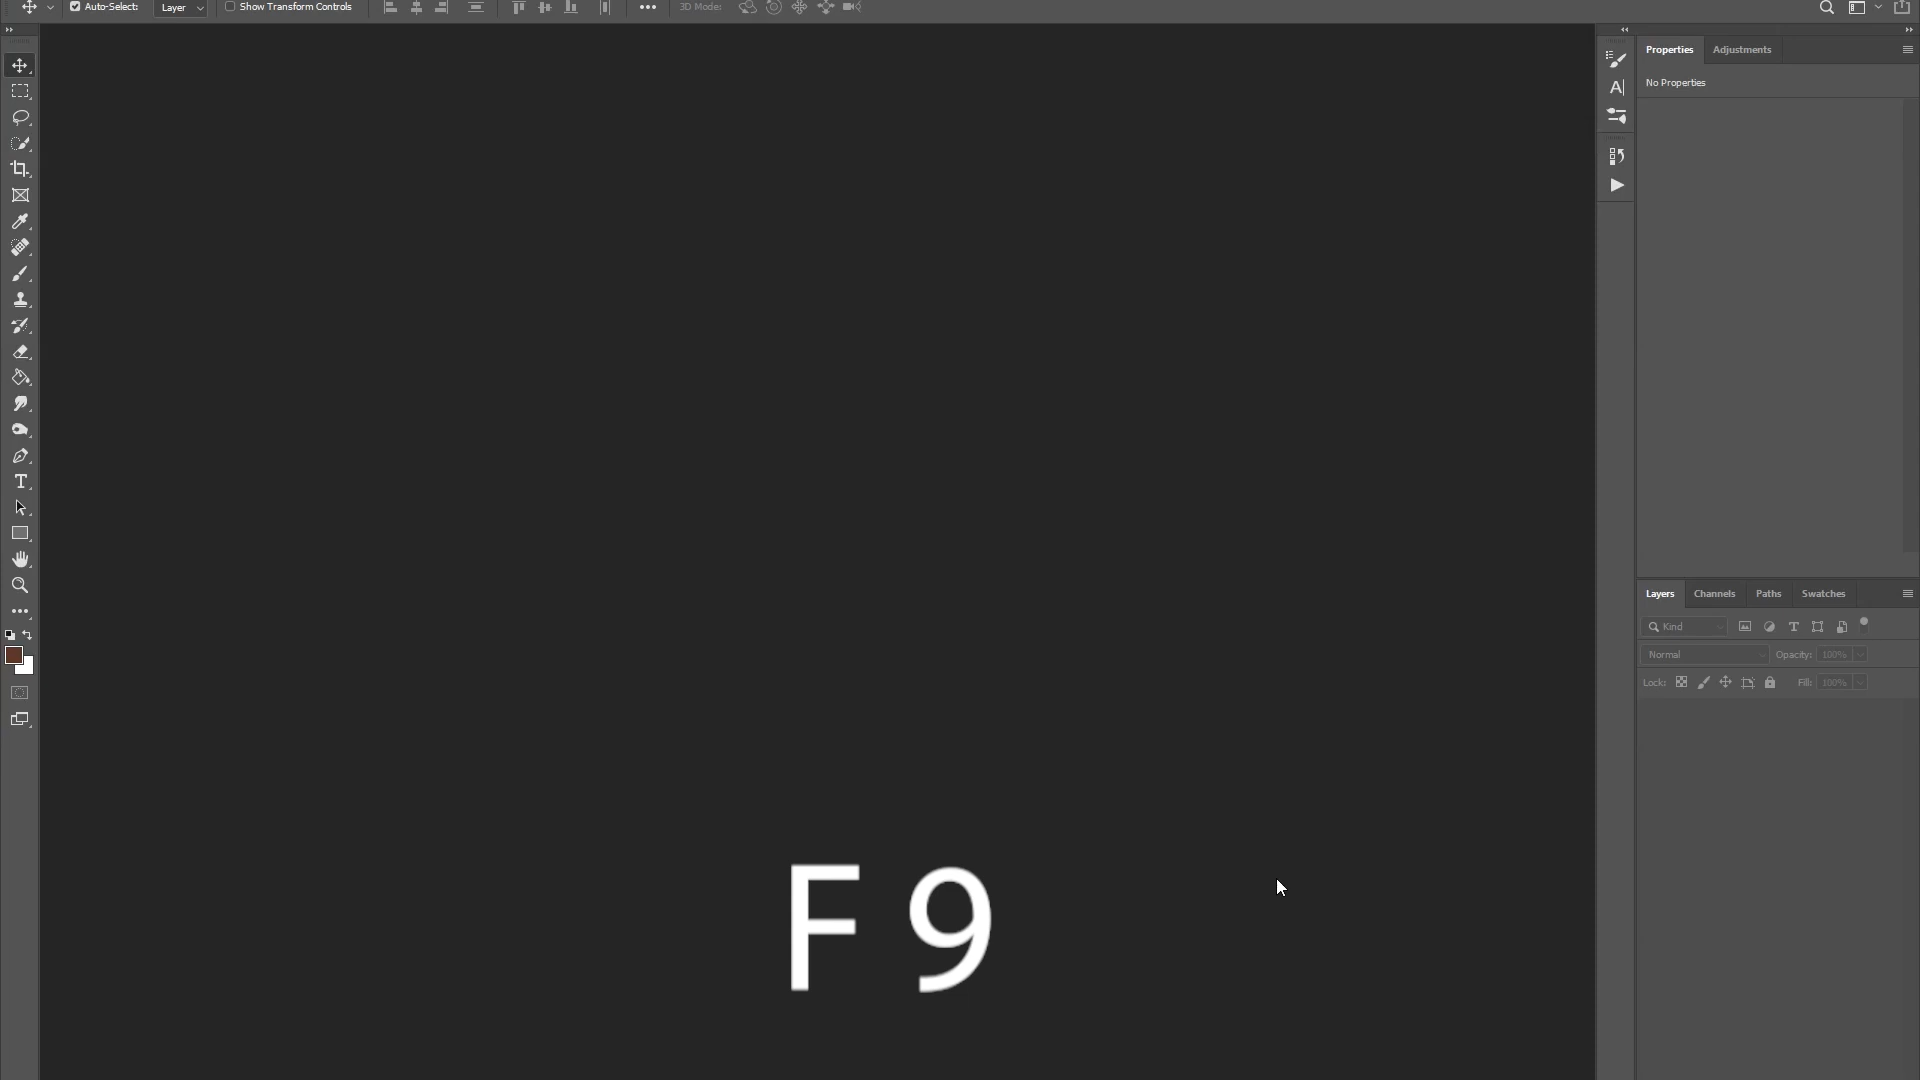 Auto-Select: Layer Show Transform Controls 3D Mode:
Properties Adjustments
No Properties
Layers Channels Paths Swatches
Kind
Normal Opacity: 100%
Lock: Fill: 100%
F 9